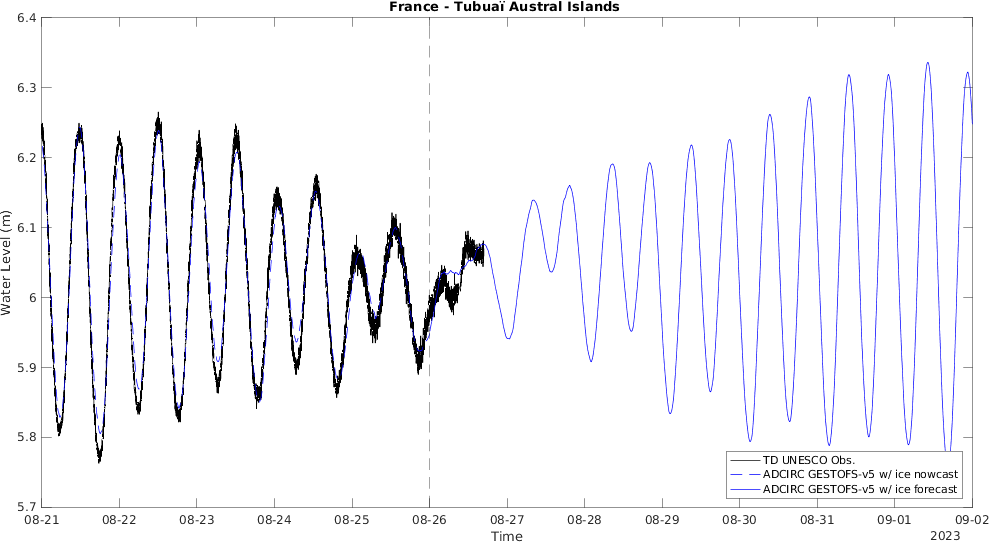 France - Tubuaï Austral Islands
Water Level (m)
6.4
6.3
6.2
6.1
6
5.9
5.8
5.7
TD UNESCO Obs.
ADCIRC GESTOFS-v5 w/ ice nowcast
ADCIRC GESTOFS-v5 w/ ice forecast
08-21 08-22 08-23 08-24 08-25 08-26 08-27 08-28 08-29 08-30 08-31 09-01 09-02
Time
2023